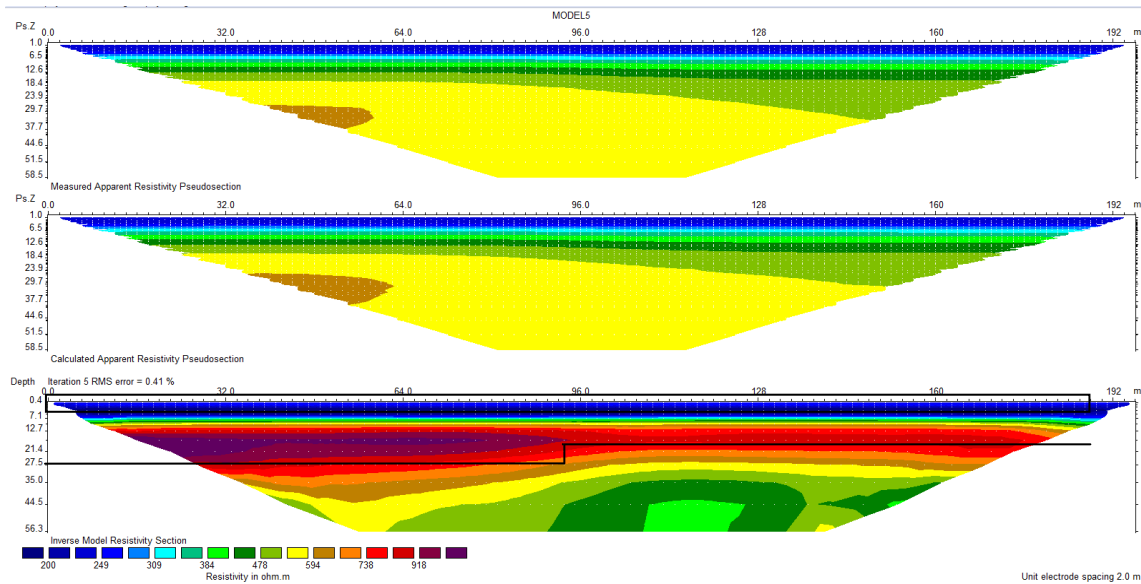 MODEL5
Ps.Z 0.0 32.0 64.0 96.0 128 160 192 m
1.0
6.5
12.6
18.4
23.9
29.7
37.7
44.6
51.5
58.5
Measured Apparent Resistivity Pseudosection
Ps.Z 0.0 32.0 64.0 96.0 128 160 192 m
1.0
6.5
12.6
18.4
23.9
29.7
37.7
44.6
51.5
58.5
Calculated Apparent Resistivity Pseudosection
Depth Iteration 5 RMS error = 0.41 %
0.0 32.0 64.0 96.0 128 160 192 m
0.4
7.1
12.7
21.4
27.5
35.0
44.5
56.3
Inverse Model Resistivity Section
200 249 309 384 478 594 738 918
Resistivity in ohm.m
Unit electrode spacing 2.0 m